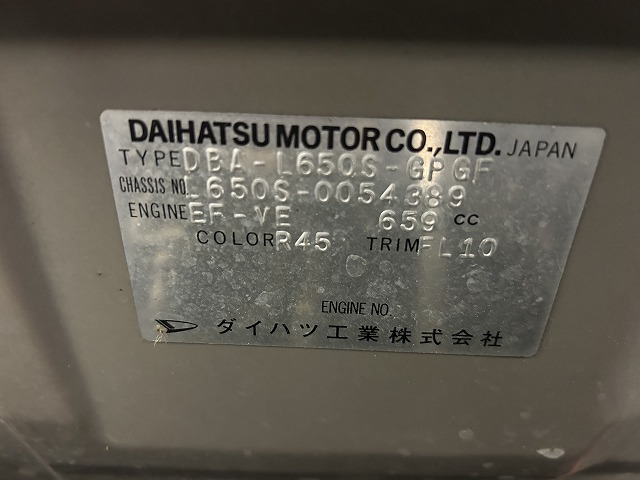 DAIHATSU MOTOR CO.,LTD. JAPAN
TYPE DBA-L650S-GPGF
CHASSIS NO. L650S-0054389
ENGINE EF-VE 659 CC
COLOR R45 TRIM FL10
ENGINE NO.
ダイハツ工業株式会社